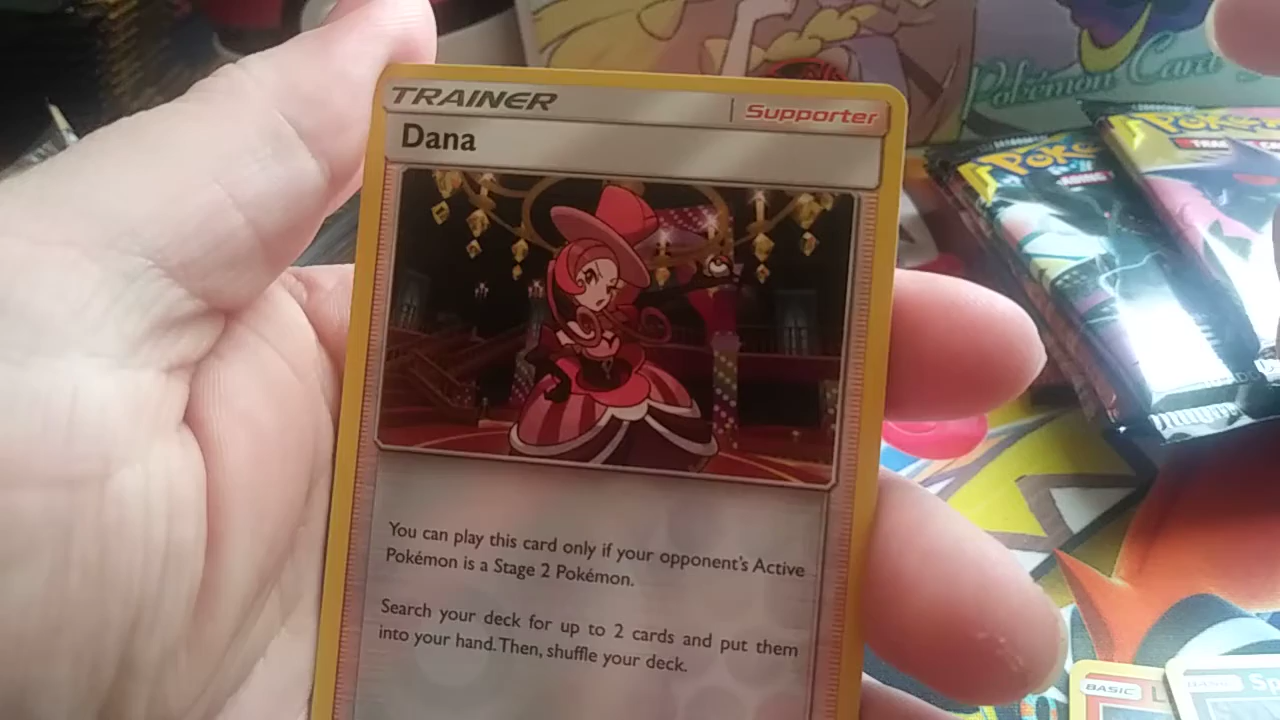 TRAINER
Supporter
Dana
You can play this card only if your opponent's Active
Pokémon is a Stage 2 Pokémon.
Search your deck for up to 2 cards and put them
into your hand. Then, shuffle your deck.
Pokémon Card
BASIC
BASIC
Sp